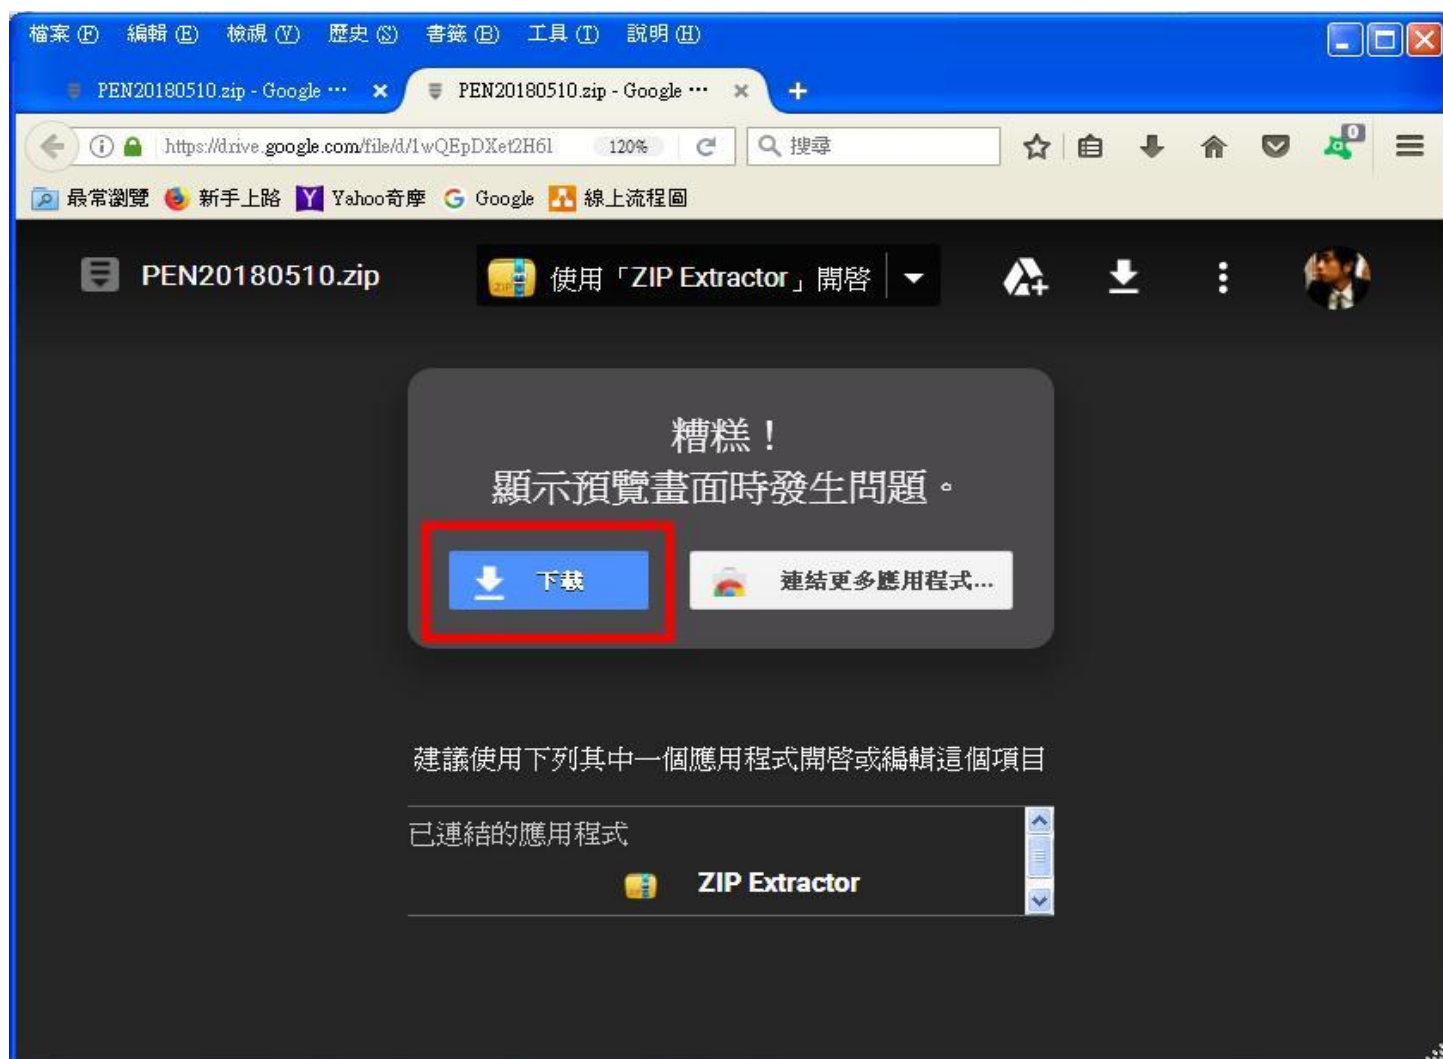 檔案(F) 編輯(E) 檢視(V) 歷史(S) 書籤(B) 工具(T) 說明(H)
PEN20180510.zip - Google ⋯ PEN20180510.zip - Google ⋯
https://drive.google.com/file/d/1wQEpDXet2H6l 120% 搜尋 0
最常瀏覽 新手上路 Yahoo奇摩 Google 線上流程圖
PEN20180510.zip 使用「ZIP Extractor」開啓
糟糕！
顯示預覽畫面時發生問題。
下載 連結更多應用程式...
建議使用下列其中一個應用程式開啓或編輯這個項目
已連結的應用程式
ZIP Extractor